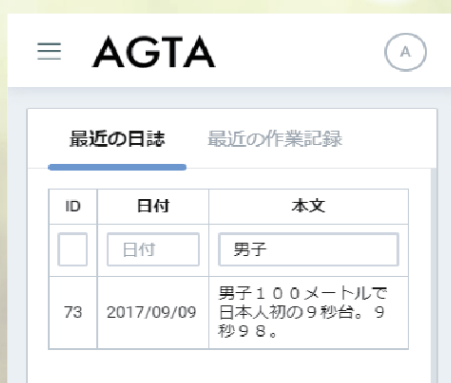 AGTA
A
最近の日誌 最近の作業記録
ID 日付 本文
日付 男子
73 2017/09/09 男子１００メートルで
日本人初の９秒台。９
秒９８。